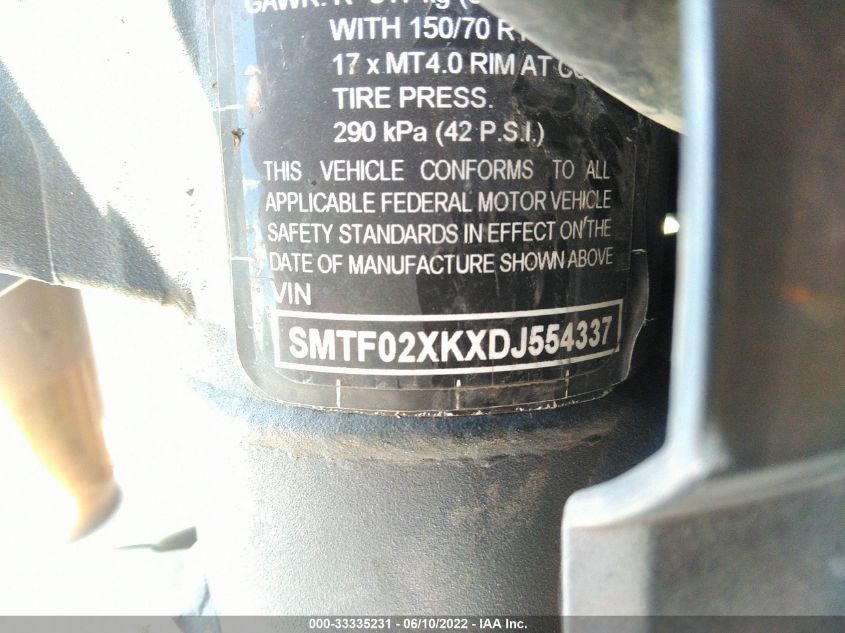 GAWR: R
WITH 150/70 R
17 x MT4.0 RIM AT
TIRE PRESS.
290 kPa (42 P.S.I.)
THIS VEHICLE CONFORMS TO ALL
APPLICABLE FEDERAL MOTOR VEHICLE
SAFETY STANDARDS IN EFFECT ON THE
DATE OF MANUFACTURE SHOWN ABOVE
VIN
SMTF02XKXDJ554337
000-33335231 - 06/10/2022 - IAA Inc.